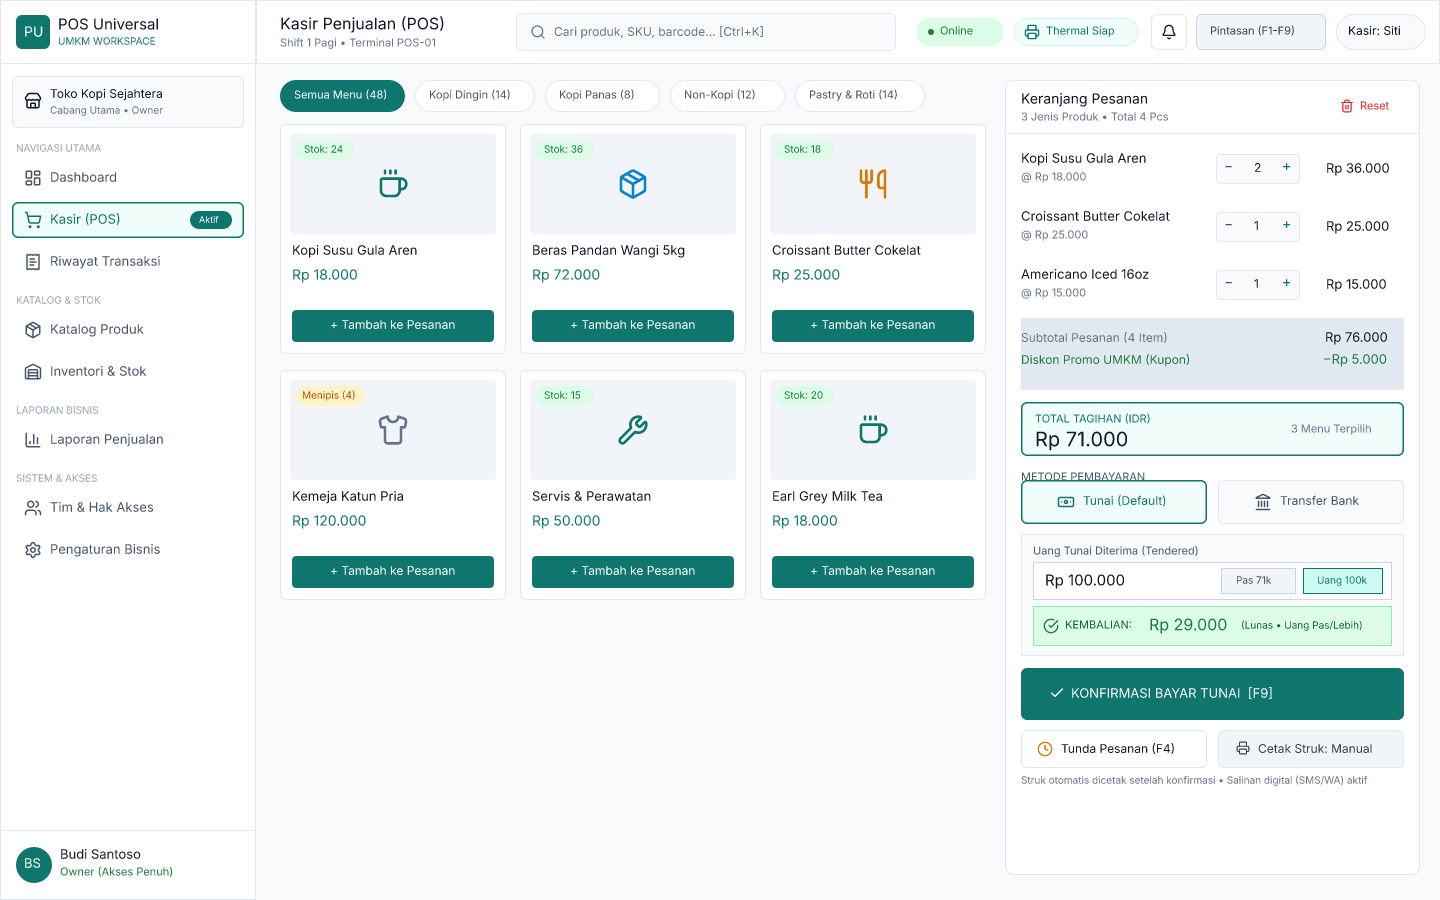 PU
POS Universal
UMKM WORKSPACE
Toko Kopi Sejahtera
Cabang Utama • Owner
NAVIGASI UTAMA
Dashboard
Kasir (POS)
Aktif
Riwayat Transaksi
KATALOG & STOK
Katalog Produk
Inventori & Stok
LAPORAN BISNIS
Laporan Penjualan
SISTEM & AKSES
Tim & Hak Akses
Pengaturan Bisnis
BS
Budi Santoso
Owner (Akses Penuh)
Kasir Penjualan (POS)
Shift 1 Pagi • Terminal POS-01
Cari produk, SKU, barcode... [Ctrl+K]
● Online
Thermal Siap
Pintasan (F1-F9)
Kasir: Siti
Semua Menu (48)
Kopi Dingin (14)
Kopi Panas (8)
Non-Kopi (12)
Pastry & Roti (14)
Stok: 24
Kopi Susu Gula Aren
Rp 18.000
+ Tambah ke Pesanan
Stok: 36
Beras Pandan Wangi 5kg
Rp 72.000
+ Tambah ke Pesanan
Stok: 18
Croissant Butter Cokelat
Rp 25.000
+ Tambah ke Pesanan
Menipis (4)
Kemeja Katun Pria
Rp 120.000
+ Tambah ke Pesanan
Stok: 15
Servis & Perawatan
Rp 50.000
+ Tambah ke Pesanan
Stok: 20
Earl Grey Milk Tea
Rp 18.000
+ Tambah ke Pesanan
Keranjang Pesanan
3 Jenis Produk • Total 4 Pcs
Reset
Kopi Susu Gula Aren
@ Rp 18.000
− 2 +
Rp 36.000
Croissant Butter Cokelat
@ Rp 25.000
− 1 +
Rp 25.000
Americano Iced 16oz
@ Rp 15.000
− 1 +
Rp 15.000
Subtotal Pesanan (4 Item) Rp 76.000
Diskon Promo UMKM (Kupon) −Rp 5.000
TOTAL TAGIHAN (IDR)
Rp 71.000
3 Menu Terpilih
METODE PEMBAYARAN
Tunai (Default)
Transfer Bank
Uang Tunai Diterima (Tendered)
Rp 100.000
Pas 71k
Uang 100k
KEMBALIAN: Rp 29.000 (Lunas • Uang Pas/Lebih)
KONFIRMASI BAYAR TUNAI [F9]
Tunda Pesanan (F4)
Cetak Struk: Manual
Struk otomatis dicetak setelah konfirmasi • Salinan digital (SMS/WA) aktif